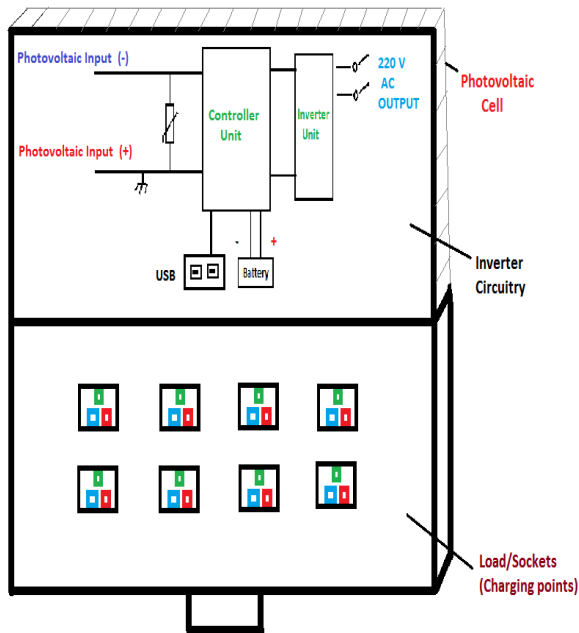 Photovoltaic Input (-)
220 V
AC
OUTPUT
Photovoltaic
Cell
Controller
Unit
Inverter
Unit
Photovoltaic Input (+)
- +
USB
Battery
Inverter
Circuitry
Load/Sockets
(Charging points)